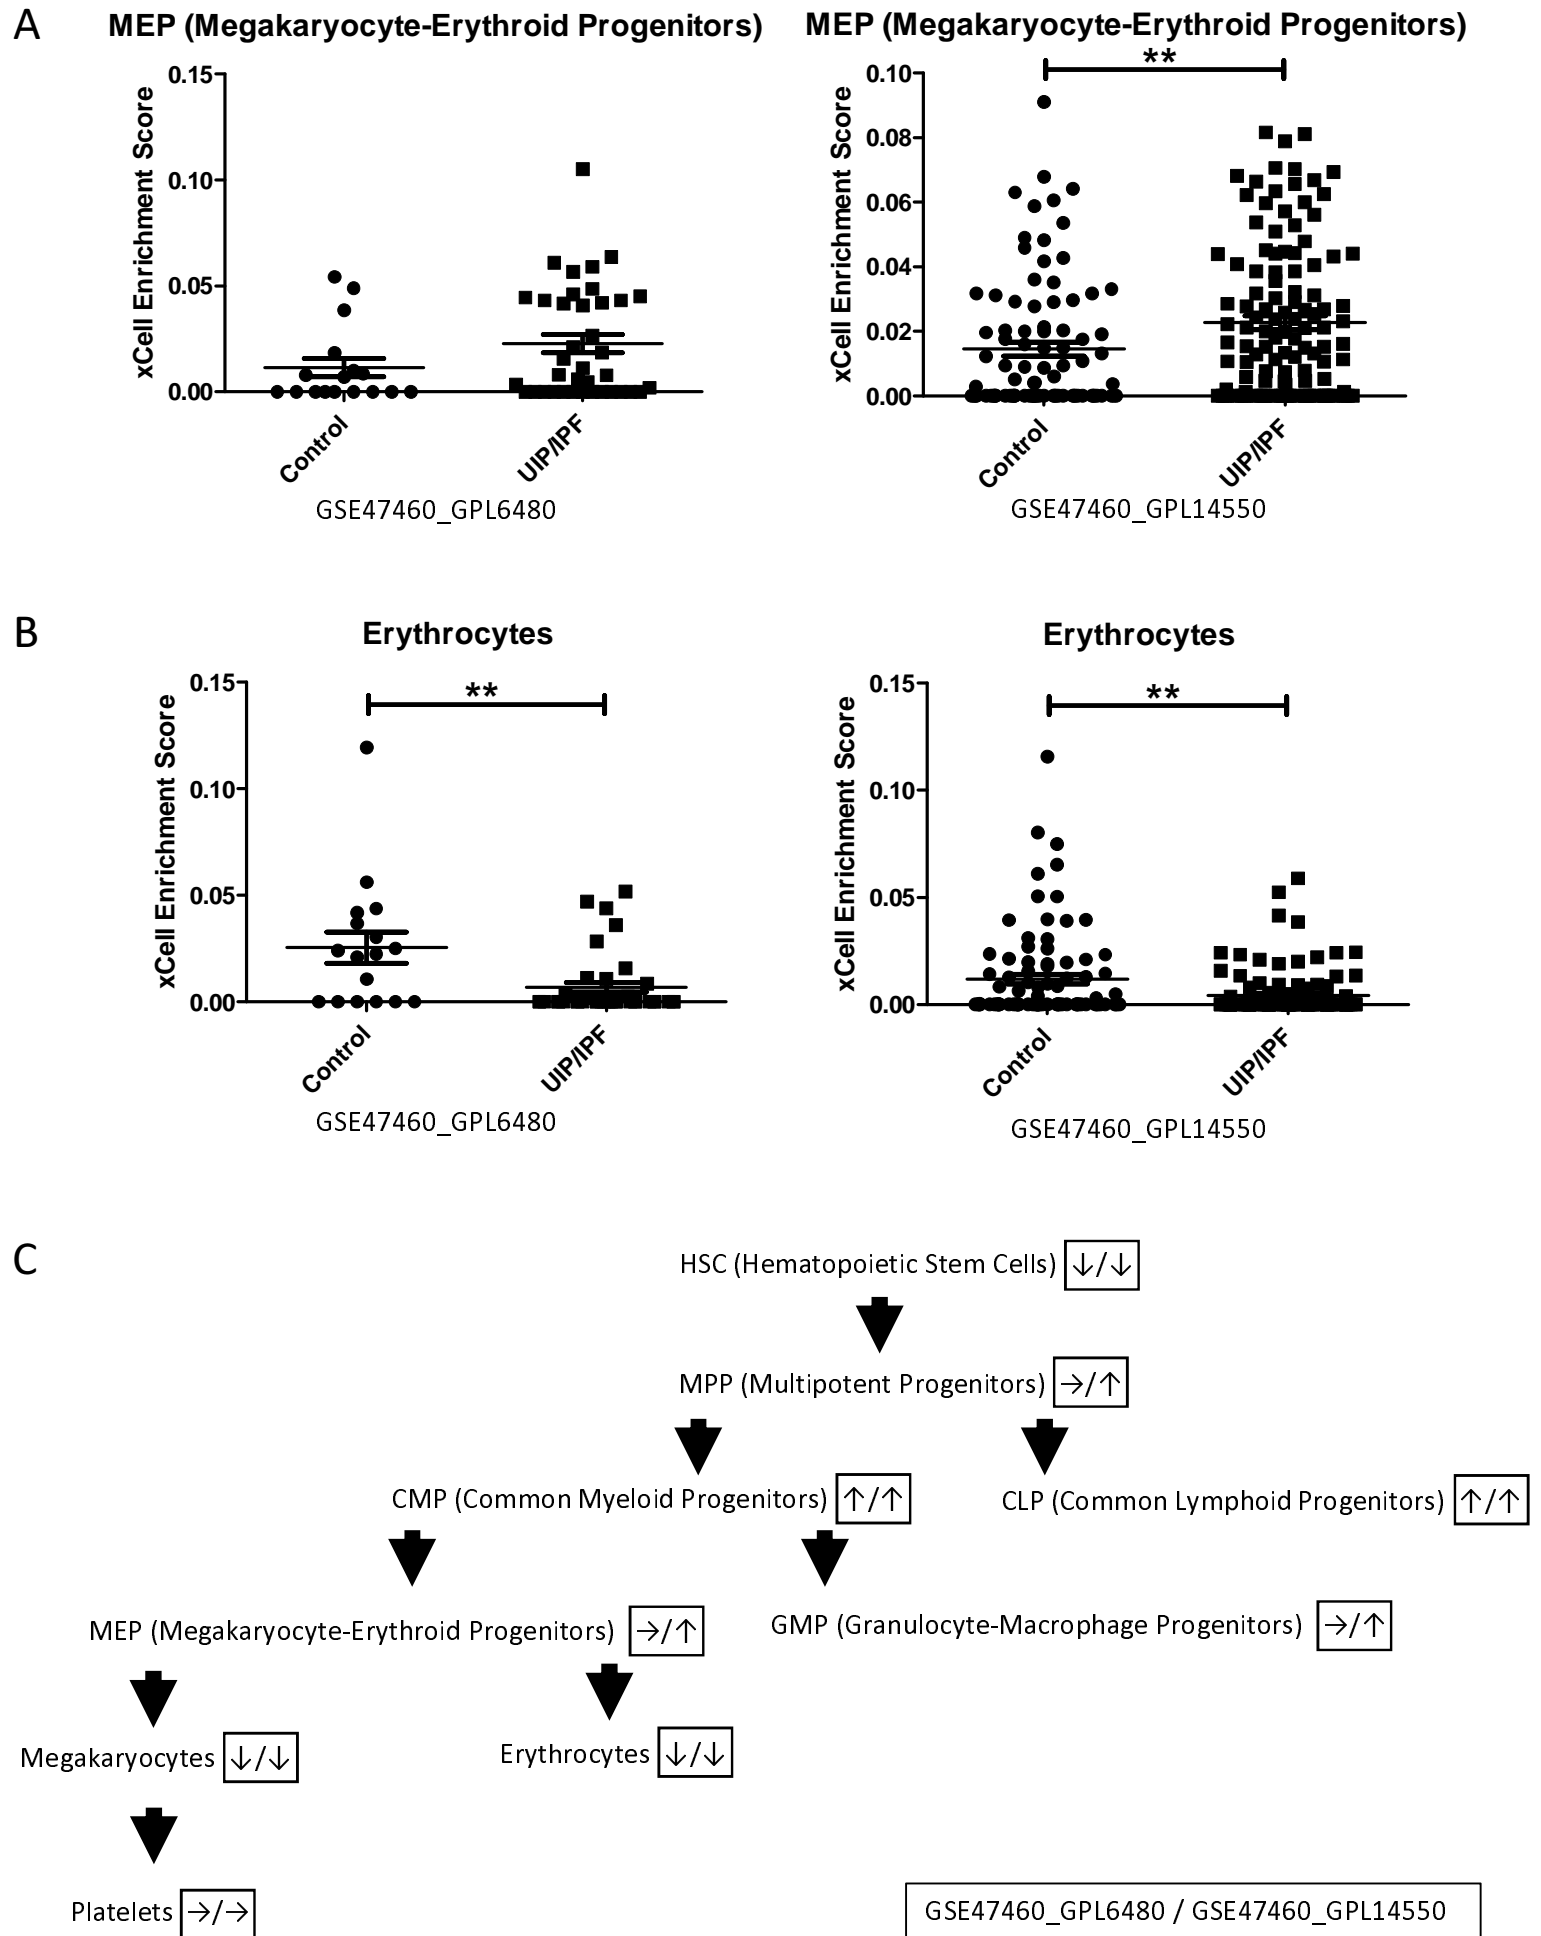 A
MEP (Megakaryocyte-Erythroid Progenitors)
xCell Enrichment Score
0.15
0.10
0.05
0.00
Control
UIP/IPF
GSE47460_GPL6480
MEP (Megakaryocyte-Erythroid Progenitors)
**
xCell Enrichment Score
0.10
0.08
0.06
0.04
0.02
0.00
Control
UIP/IPF
GSE47460_GPL14550
B
Erythrocytes
**
xCell Enrichment Score
0.15
0.10
0.05
0.00
Control
UIP/IPF
GSE47460_GPL6480
Erythrocytes
**
xCell Enrichment Score
0.15
0.10
0.05
0.00
Control
UIP/IPF
GSE47460_GPL14550
C
HSC (Hematopoietic Stem Cells) ↓/↓
MPP (Multipotent Progenitors) →/↑
CMP (Common Myeloid Progenitors) ↑/↑
CLP (Common Lymphoid Progenitors) ↑/↑
MEP (Megakaryocyte-Erythroid Progenitors) →/↑
GMP (Granulocyte-Macrophage Progenitors) →/↑
Megakaryocytes ↓/↓
Erythrocytes ↓/↓
Platelets →/→
GSE47460_GPL6480 / GSE47460_GPL14550